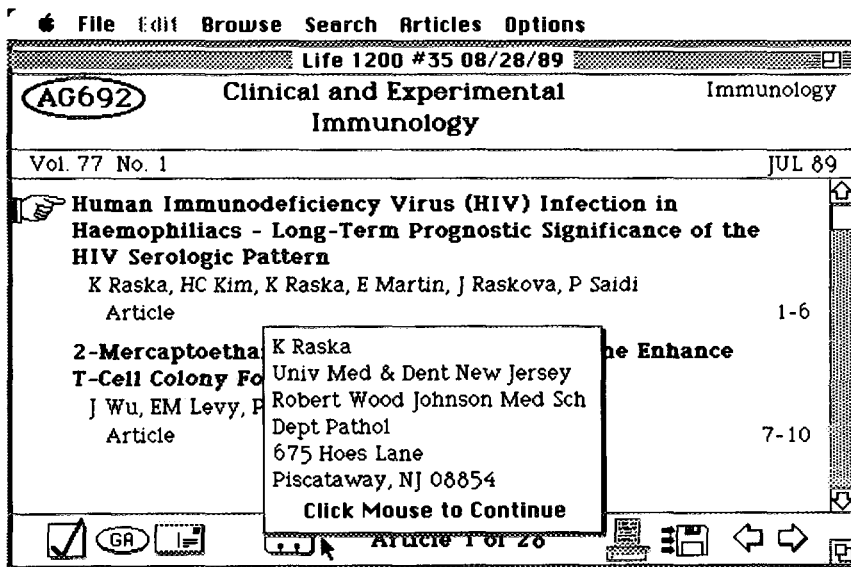 File Edit Browse Search Articles Options
Life 1200 #35 08/28/89
AG692
Clinical and Experimental
Immunology
Immunology
Vol. 77 No. 1
JUL 89
Human Immunodeficiency Virus (HIV) Infection in
Haemophiliacs - Long-Term Prognostic Significance of the
HIV Serologic Pattern
K Raska, HC Kim, K Raska, E Martin, J Raskova, P Saidi
Article 1-6
2-Mercaptoetha
Enhance
T-Cell Colony
J Wu, EM Levy,
Article 7-10
K Raska
Univ Med & Dent New Jersey
Robert Wood Johnson Med Sch
Dept Pathol
675 Hoes Lane
Piscataway, NJ 08854
Click Mouse to Continue
GA
Article 1 of 28